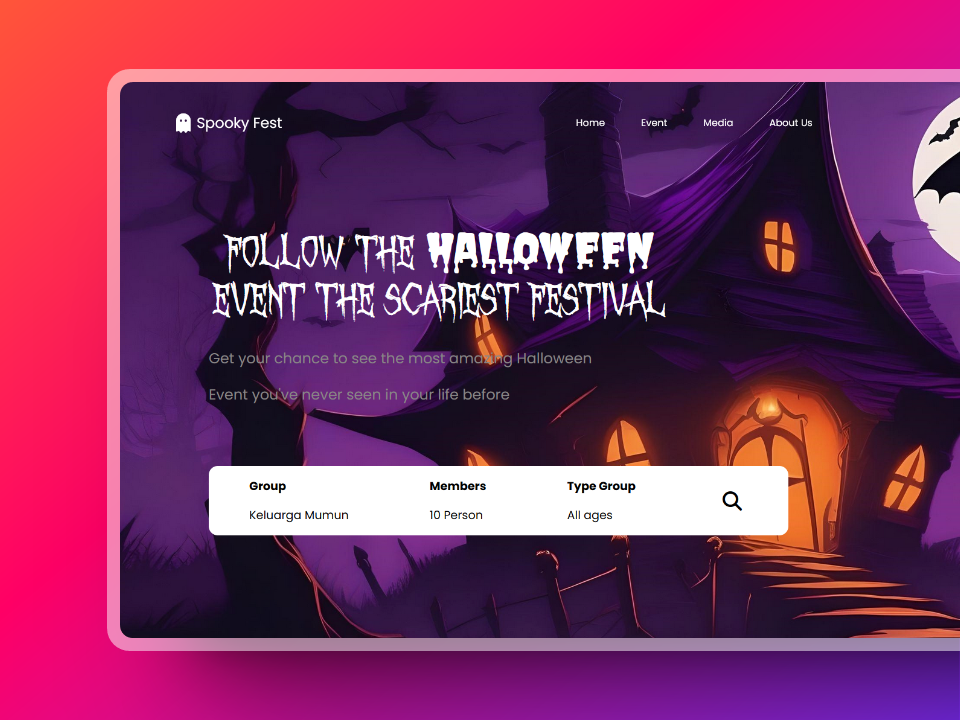 Spooky Fest
Home Event Media About Us
FOLLOW THE HALLOWEEN
EVENT THE SCARIEST FESTIVAL
Get your chance to see the most amazing Halloween
Event you've never seen in your life before
Group Members Type Group
Keluarga Mumun 10 Person All ages